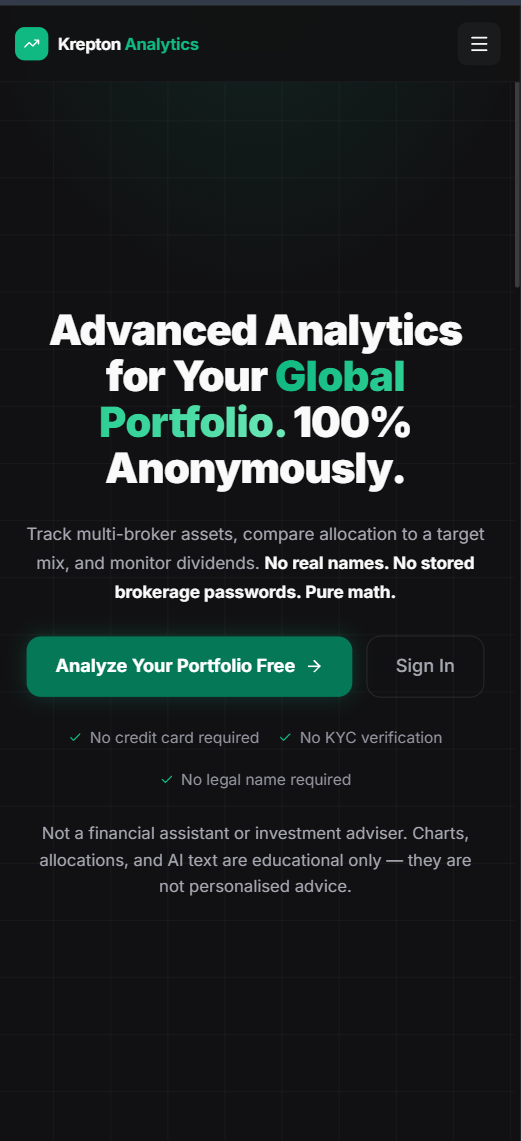 Krepton Analytics
Advanced Analytics
for Your Global
Portfolio. 100%
Anonymously.
Track multi-broker assets, compare allocation to a target
mix, and monitor dividends. No real names. No stored
brokerage passwords. Pure math.
Analyze Your Portfolio Free →
Sign In
✓ No credit card required
✓ No KYC verification
✓ No legal name required
Not a financial assistant or investment adviser. Charts,
allocations, and AI text are educational only — they are
not personalised advice.